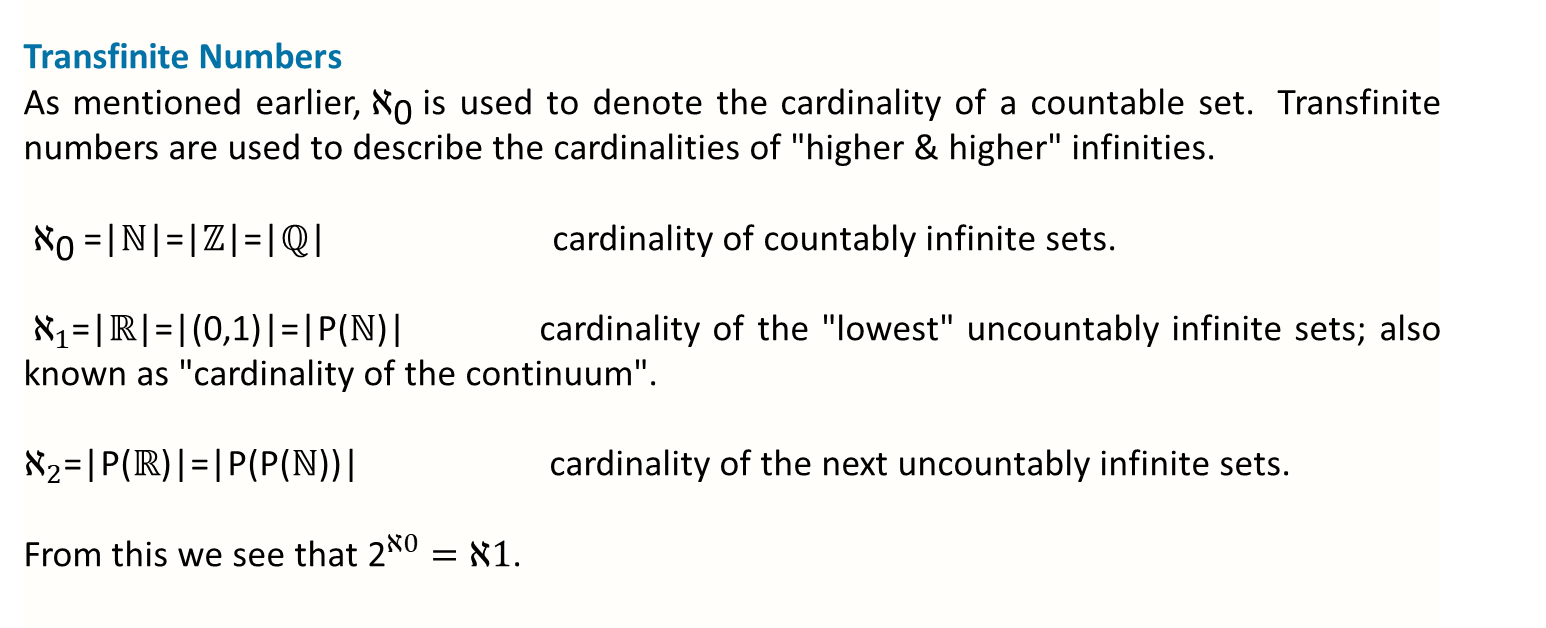 Transfinite Numbers
As mentioned earlier, ℵ₀ is used to denote the cardinality of a countable set. Transfinite
numbers are used to describe the cardinalities of "higher & higher" infinities.
ℵ₀ =|ℕ|=|ℤ|=|ℚ| cardinality of countably infinite sets.
ℵ₁=|ℝ|=|(0,1)|=|P(ℕ)| cardinality of the "lowest" uncountably infinite sets; also
known as "cardinality of the continuum".
ℵ₂=|P(ℝ)|=|P(P(ℕ))| cardinality of the next uncountably infinite sets.
From this we see that 2^ℵ0 = ℵ1.